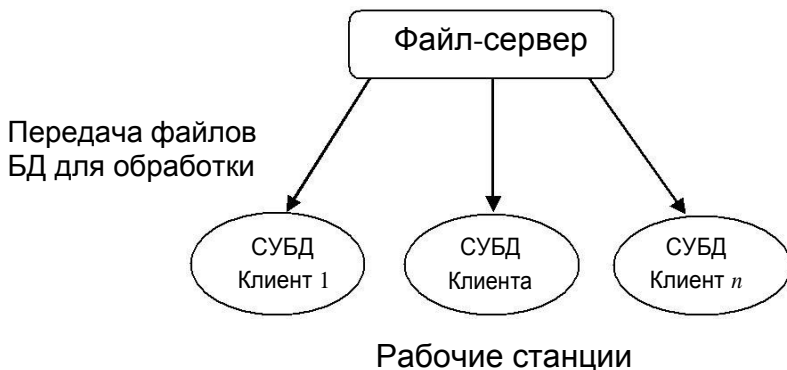 Файл-сервер
Передача файлов
БД для обработки
СУБД
Клиент 1
СУБД
Клиента
СУБД
Клиент n
Рабочие станции